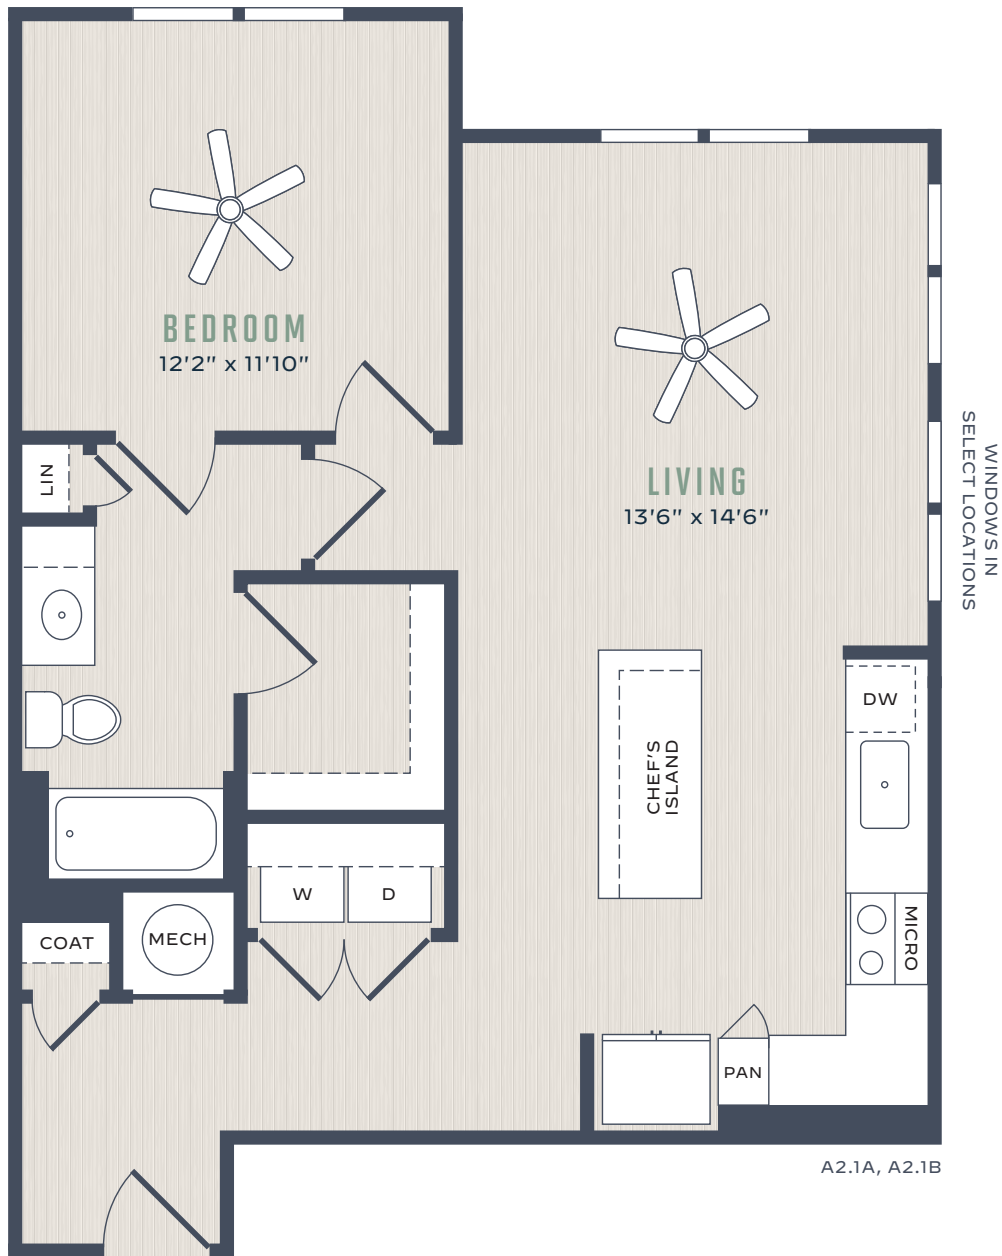 BEDROOM
12'2" x 11'10"
LIVING
13'6" x 14'6"
WINDOWS IN
SELECT LOCATIONS
LIN
DW
CHEF'S
ISLAND
W
D
MICRO
COAT
MECH
PAN
A2.1A, A2.1B